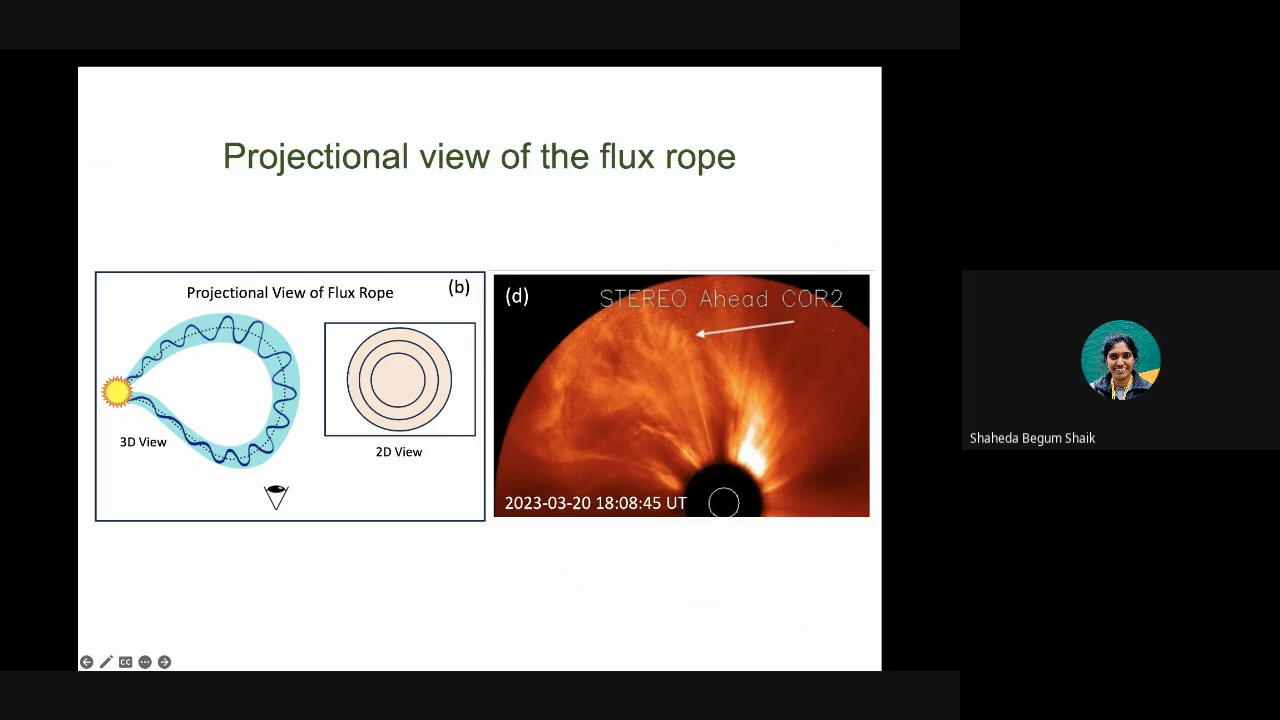 Projectional view of the flux rope
Projectional View of Flux Rope
(b)
3D View
2D View
(d)
STEREO Ahead COR2
2023-03-20 18:08:45 UT
CC
Shaheda Begum Shaik